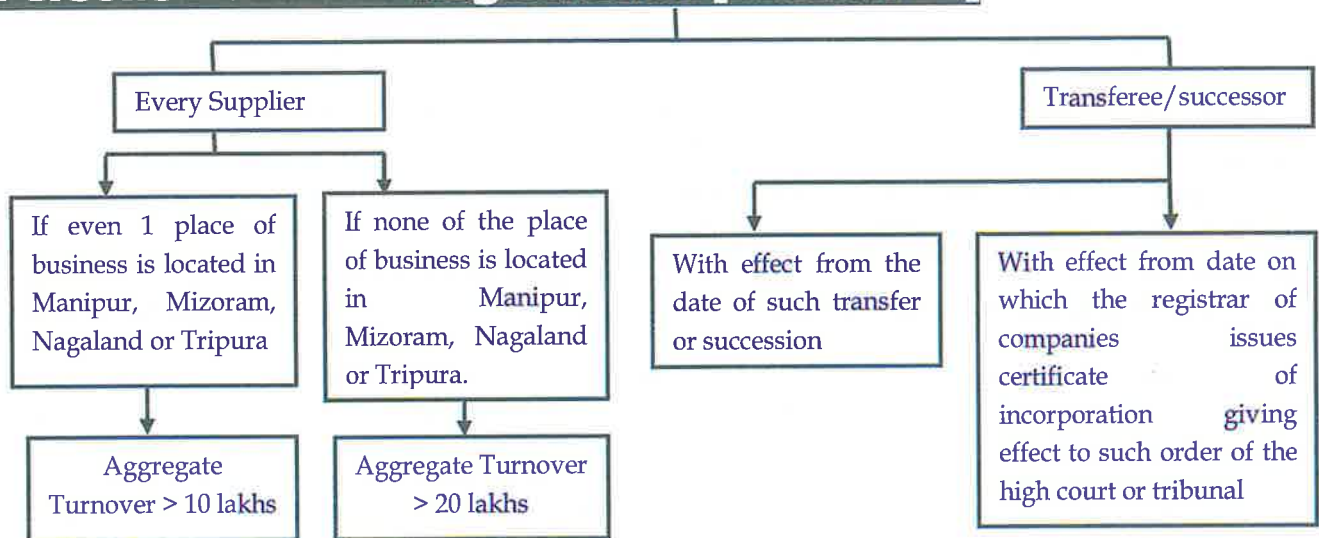 Every Supplier
Transferee/successor
If even 1 place of
business is located in
Manipur, Mizoram,
Nagaland or Tripura
If none of the place
of business is located
in Manipur,
Mizoram, Nagaland
or Tripura.
With effect from the
date of such transfer
or succession
With effect from date on
which the registrar of
companies issues
certificate of
incorporation giving
effect to such order of the
high court or tribunal
Aggregate
Turnover > 10 lakhs
Aggregate Turnover
> 20 lakhs